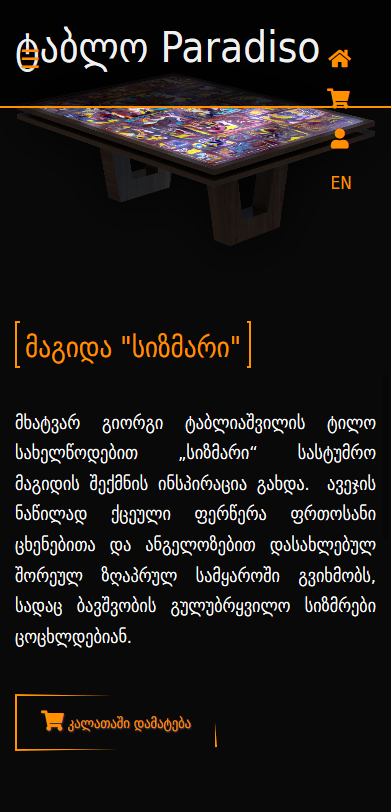 ტაბლო Paradiso
EN
მაგიდა "სიზმარი"
მხატვარ გიორგი ტაბლიაშვილის ტილო
სახელწოდებით „სიზმარი“ სასტუმრო
მაგიდის შექმნის ინსპირაცია გახდა. ავეჯის
ნაწილად ქცეული ფერწერა ფრთოსანი
ცხენებითა და ანგელოზებით დასახლებულ
შორეულ ზღაპრულ სამყაროში გვიხმობს,
სადაც ბავშვობის გულუბრყვილო სიზმრები
ცოცხლდებიან.
კალათაში დამატება